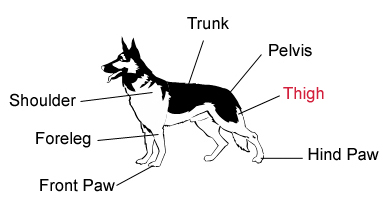 Trunk
Pelvis
Thigh
Shoulder
Foreleg
Hind Paw
Front Paw